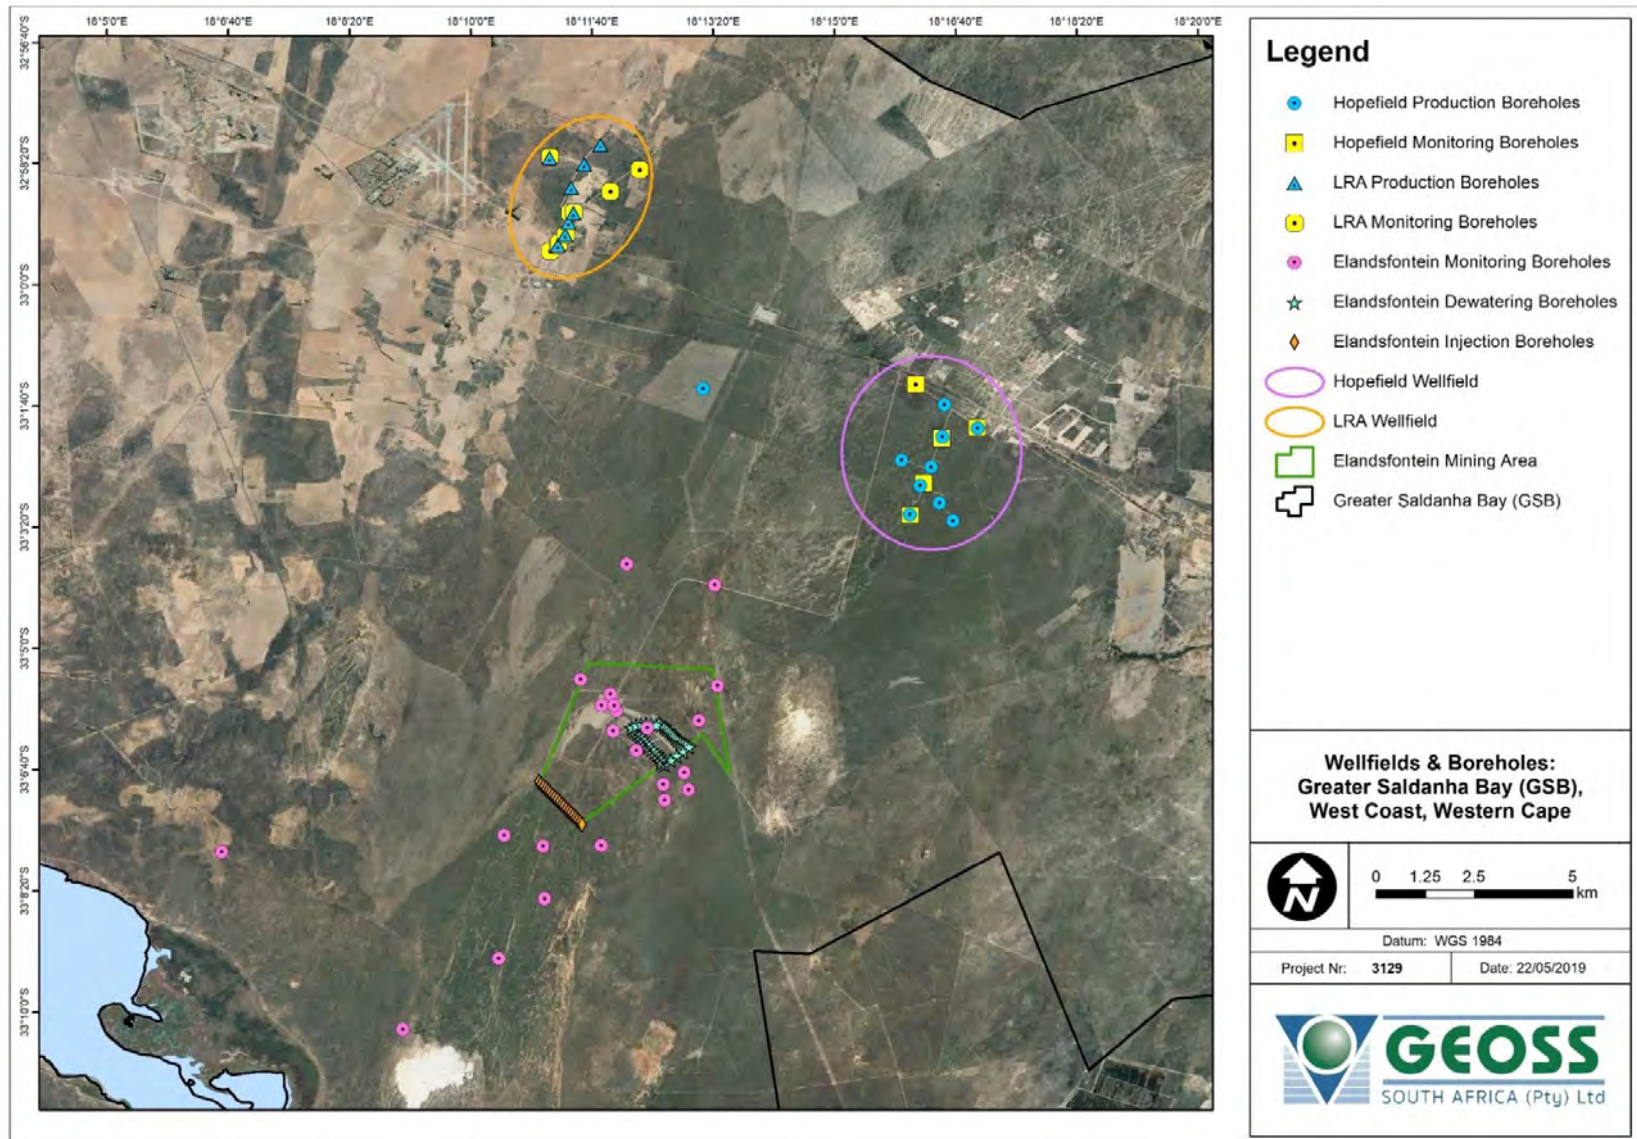 18°5'0"E 18°6'40"E 18°8'20"E 18°10'0"E 18°11'40"E 18°13'20"E 18°15'0"E 18°16'40"E 18°18'20"E 18°20'0"E
32°56'40"S
32°58'20"S
33°0'0"S
33°1'40"S
33°3'20"S
33°5'0"S
33°6'40"S
33°8'20"S
33°10'0"S
Legend
Hopefield Production Boreholes
Hopefield Monitoring Boreholes
LRA Production Boreholes
LRA Monitoring Boreholes
Elandsfontein Monitoring Boreholes
Elandsfontein Dewatering Boreholes
Elandsfontein Injection Boreholes
Hopefield Wellfield
LRA Wellfield
Elandsfontein Mining Area
Greater Saldanha Bay (GSB)
Wellfields & Boreholes:
Greater Saldanha Bay (GSB),
West Coast, Western Cape
N
0 1.25 2.5 5
km
Datum: WGS 1984
Project Nr: 3129 Date: 22/05/2019
GEOSS
SOUTH AFRICA (Pty) Ltd